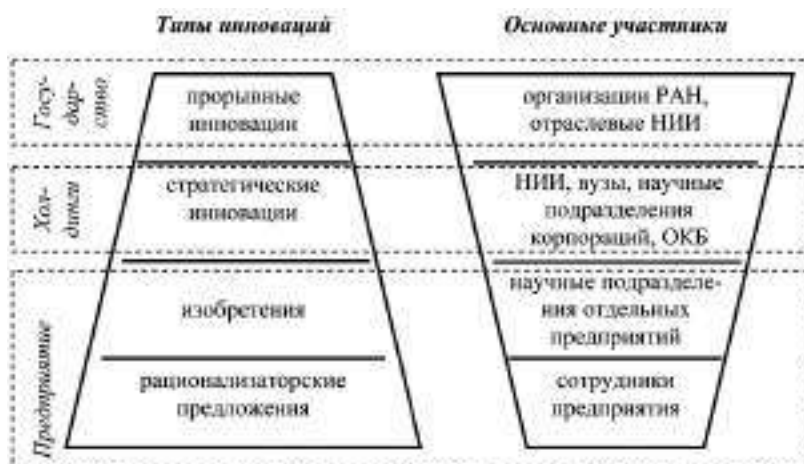 Типы инноваций
Основные участники
Госу-
дар-
ство
прорывные
инновации
организации РАН,
отраслевые НИИ
Хол-
динги
стратегические
инновации
НИИ, вузы, научные
подразделения
корпораций, ОКБ
Предприятие
изобретения
научные подразделе-
ния отдельных
предприятий
рационализаторские
предложения
сотрудники
предприятия